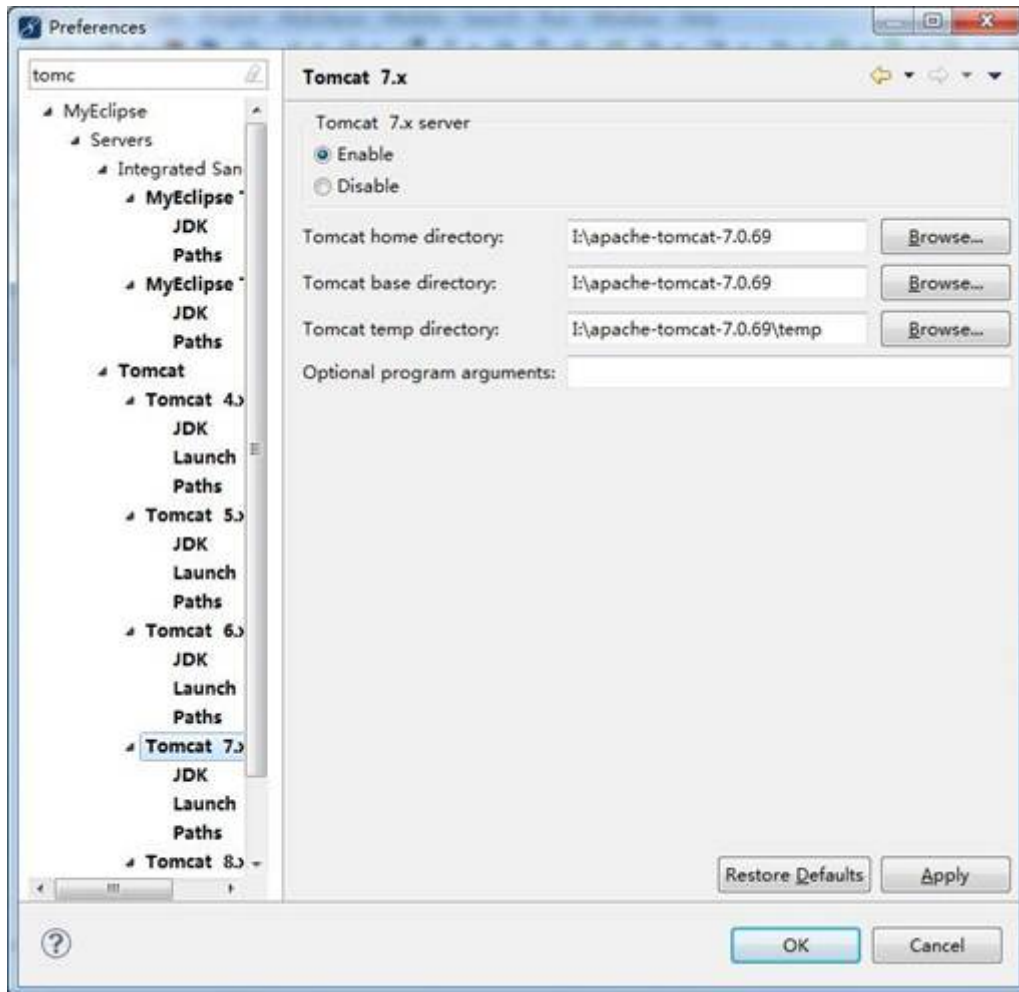 Preferences
tomc
MyEclipse
Servers
Integrated San
MyEclipse
JDK
Paths
MyEclipse
JDK
Paths
Tomcat
Tomcat 4.x
JDK
Launch
Paths
Tomcat 5.x
JDK
Launch
Paths
Tomcat 6.x
JDK
Launch
Paths
Tomcat 7.x
JDK
Launch
Paths
Tomcat 8.x
Tomcat 7.x
Tomcat 7.x server
Enable
Disable
Tomcat home directory: I:\apache-tomcat-7.0.69 Browse...
Tomcat base directory: I:\apache-tomcat-7.0.69 Browse...
Tomcat temp directory: I:\apache-tomcat-7.0.69\temp Browse...
Optional program arguments:
Restore Defaults Apply
OK Cancel